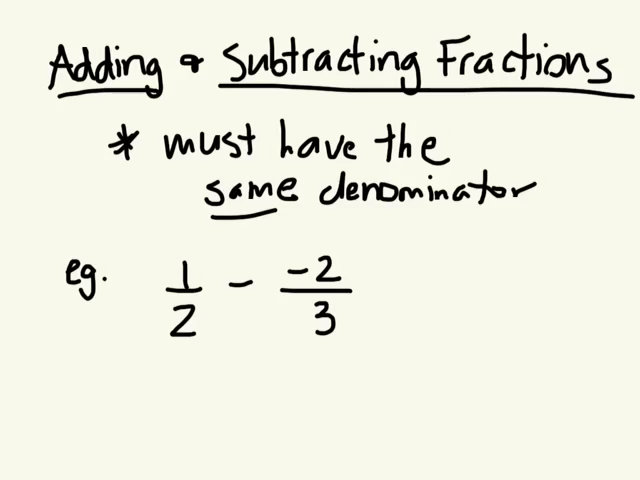 Adding & Subtracting Fractions
* must have the
same denominator
eg. 1/2 - -2/3